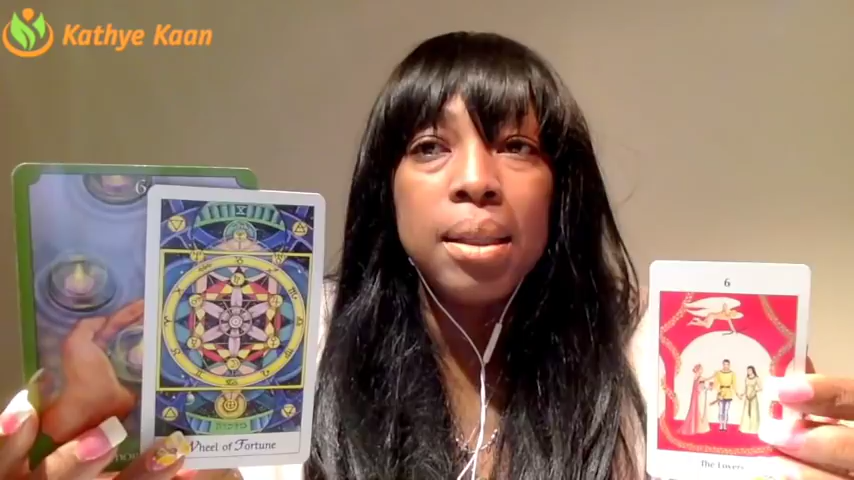 Kathye Kaan
6
X
Wheel of Fortune
6
The Lovers